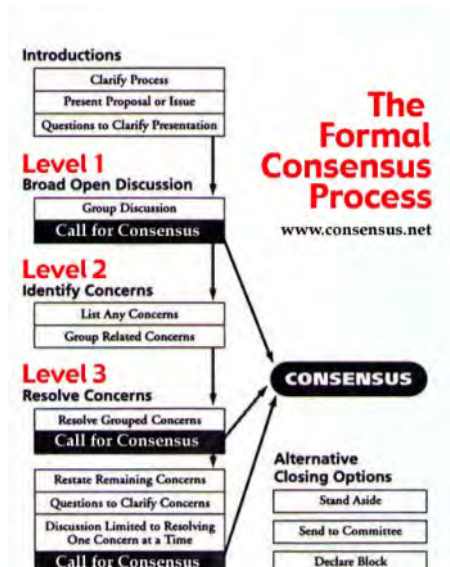 Introductions
Clarify Process
Present Proposal or Issue
Questions to Clarify Presentation
The
Formal
Consensus
Process
www.consensus.net
Level 1
Broad Open Discussion
Group Discussion
Call for Consensus
Level 2
Identify Concerns
List Any Concerns
Group Related Concerns
Level 3
Resolve Concerns
Resolve Grouped Concerns
Call for Consensus
Restate Remaining Concerns
Questions to Clarify Concerns
Discussion Limited to Resolving
One Concern at a Time
Call for Consensus
CONSENSUS
Alternative
Closing Options
Stand Aside
Send to Committee
Declare Block